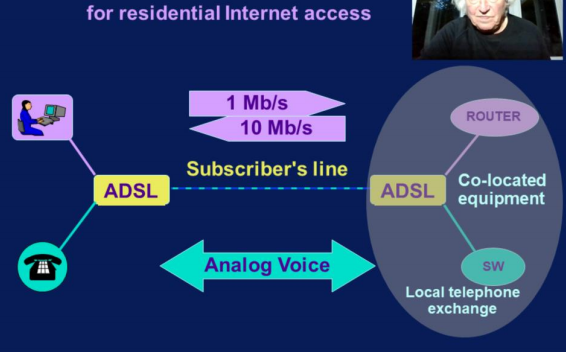 for residential Internet access
1 Mb/s
10 Mb/s
ROUTER
Subscriber's line
ADSL
ADSL
Co-located
equipment
Analog Voice
SW
Local telephone
exchange